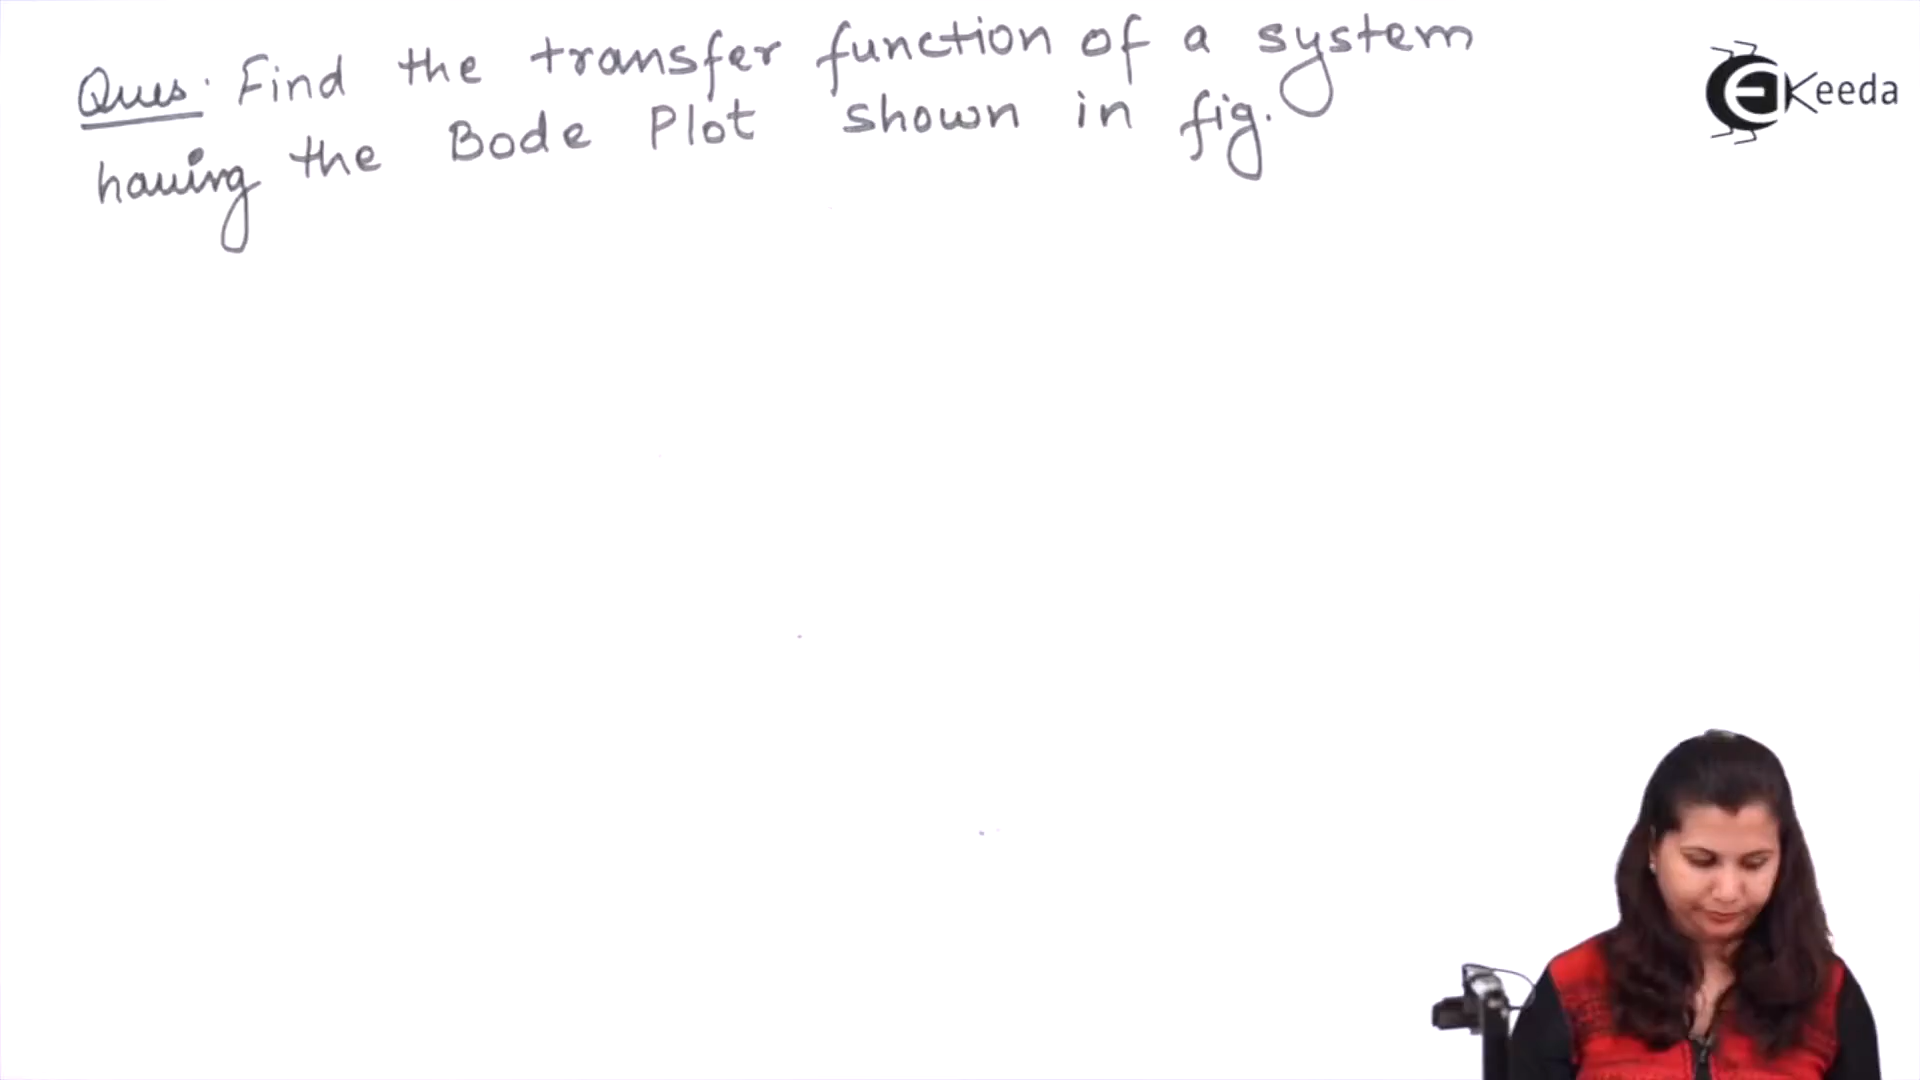 Ques. Find the transfer function of a system
having the Bode Plot shown in fig.
EKeeda